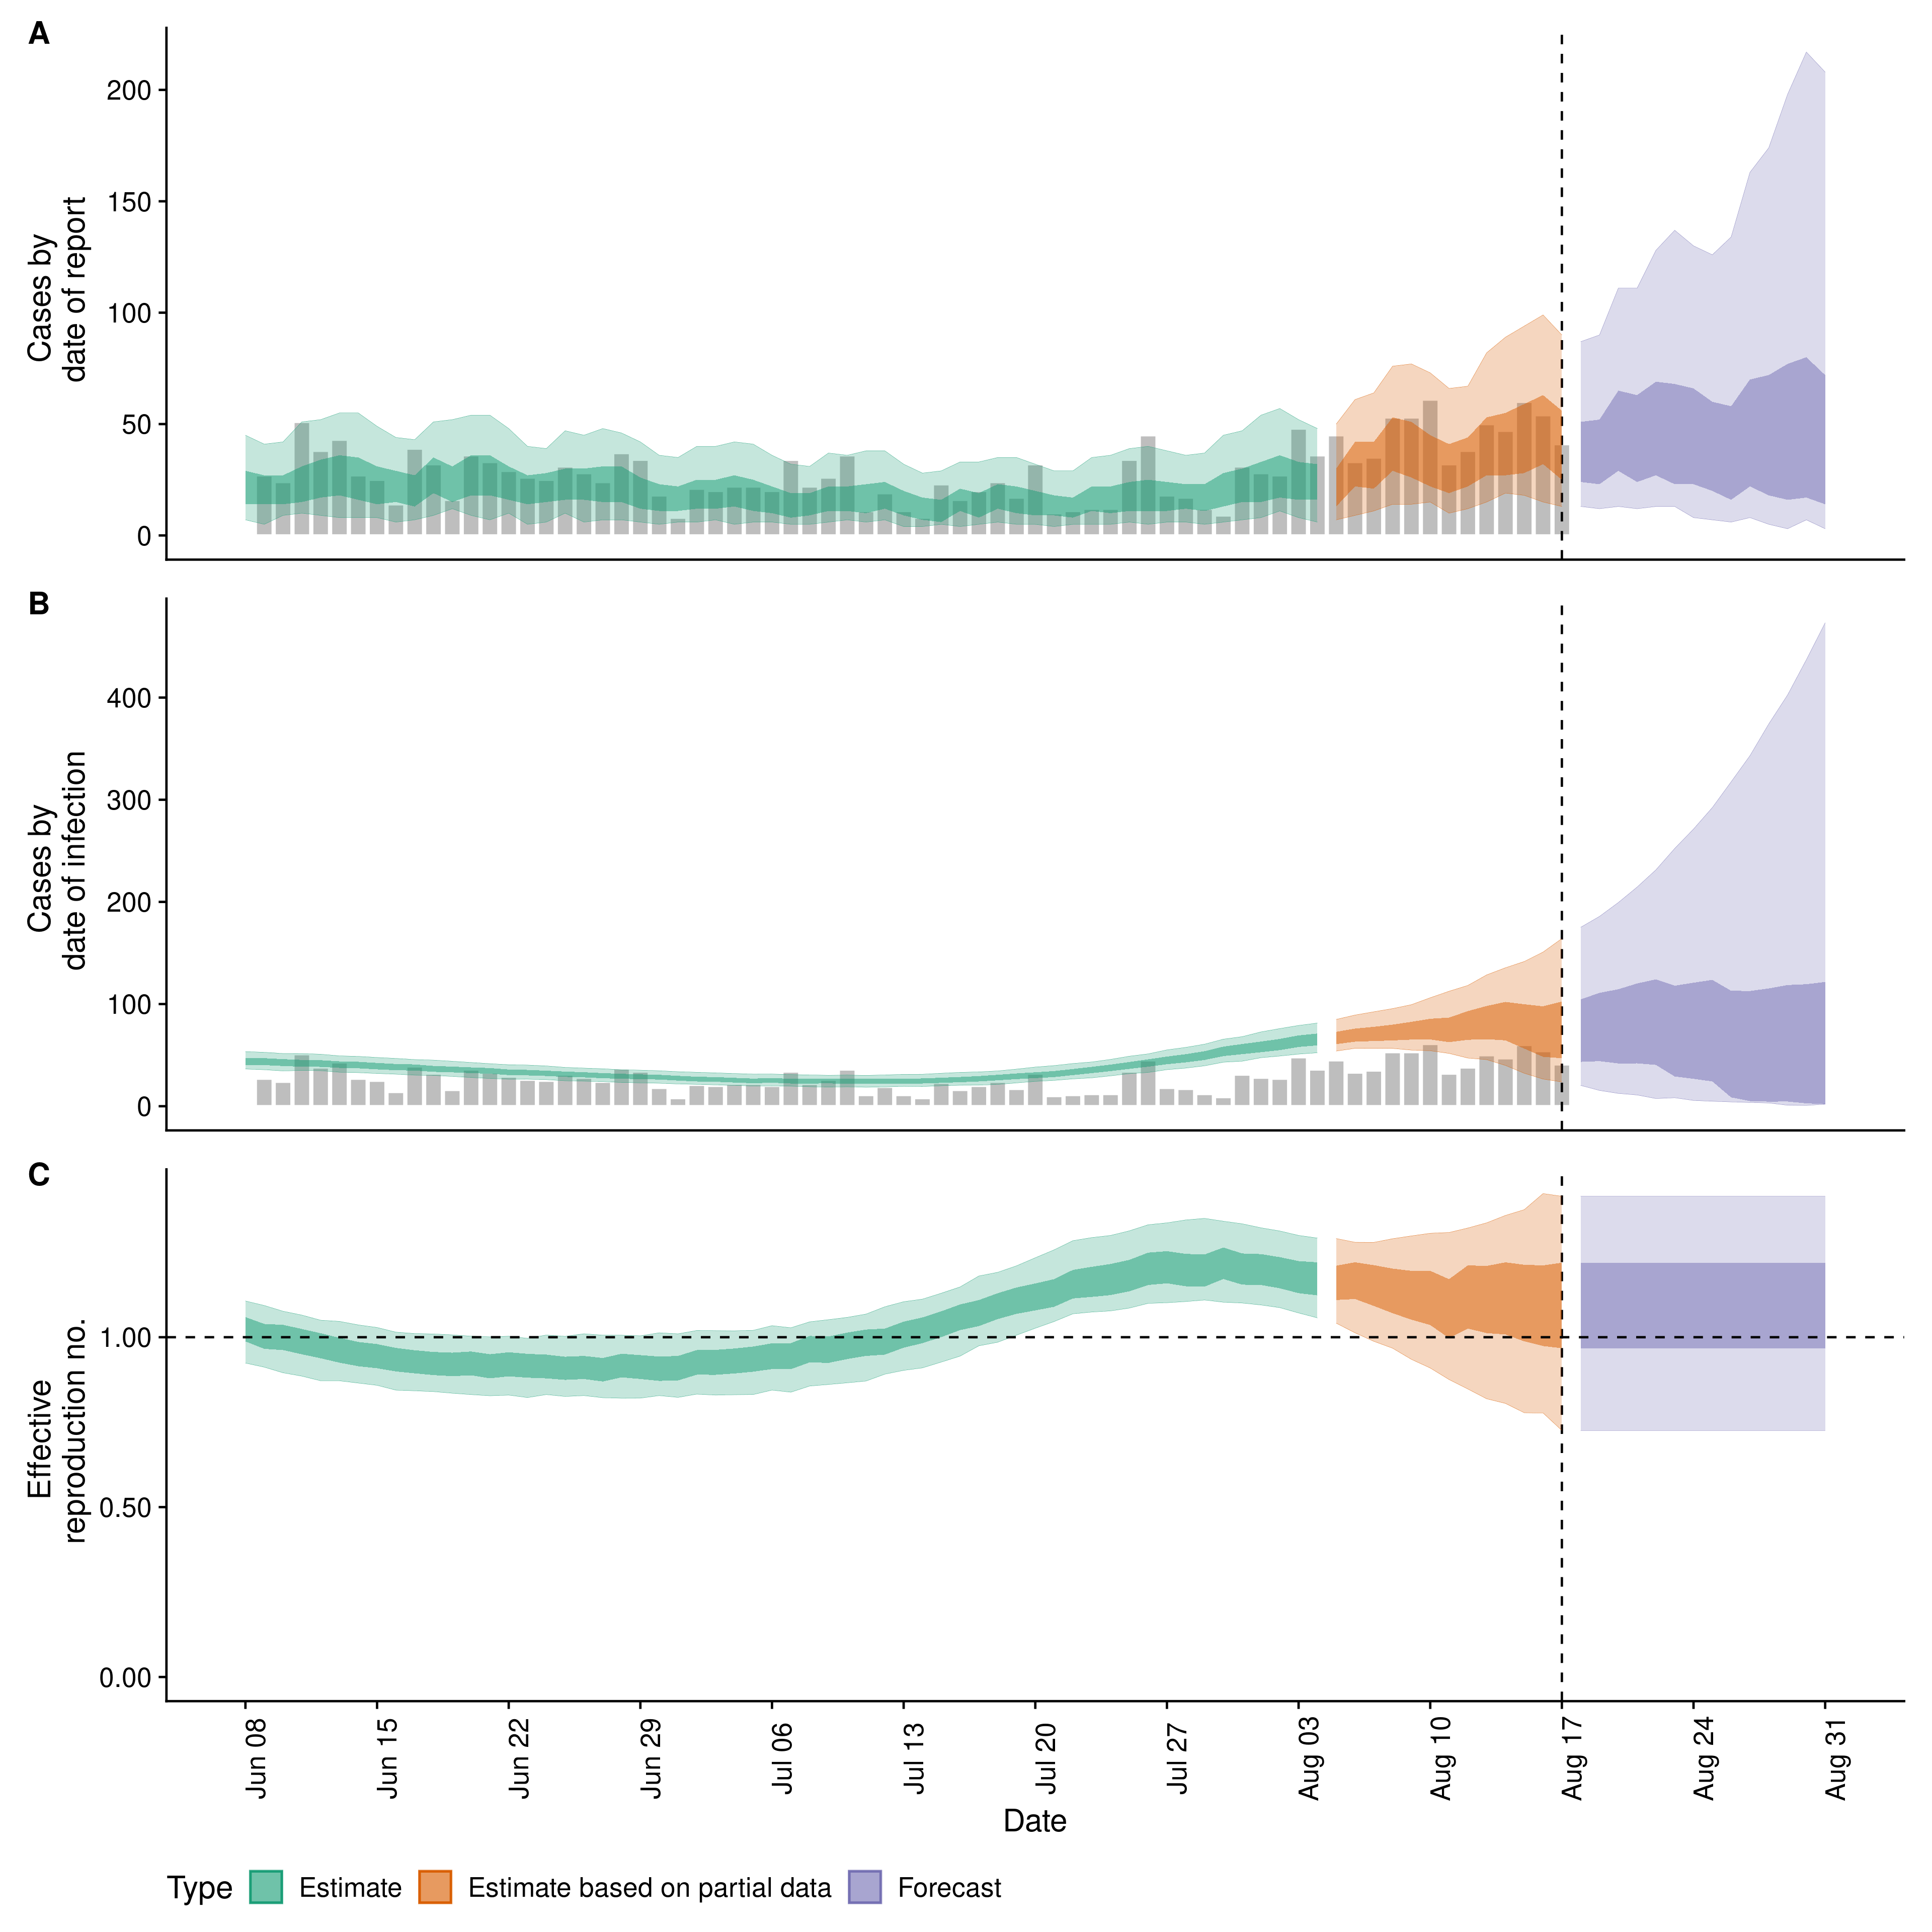 A
Cases by
date of report
200
150
100
50
0
B
Cases by
date of infection
400
300
200
100
0
C
Effective
reproduction no.
1.00
0.50
0.00
Jun 08
Jun 15
Jun 22
Jun 29
Jul 06
Jul 13
Jul 20
Jul 27
Aug 03
Aug 10
Aug 17
Aug 24
Aug 31
Date
Type Estimate Estimate based on partial data Forecast